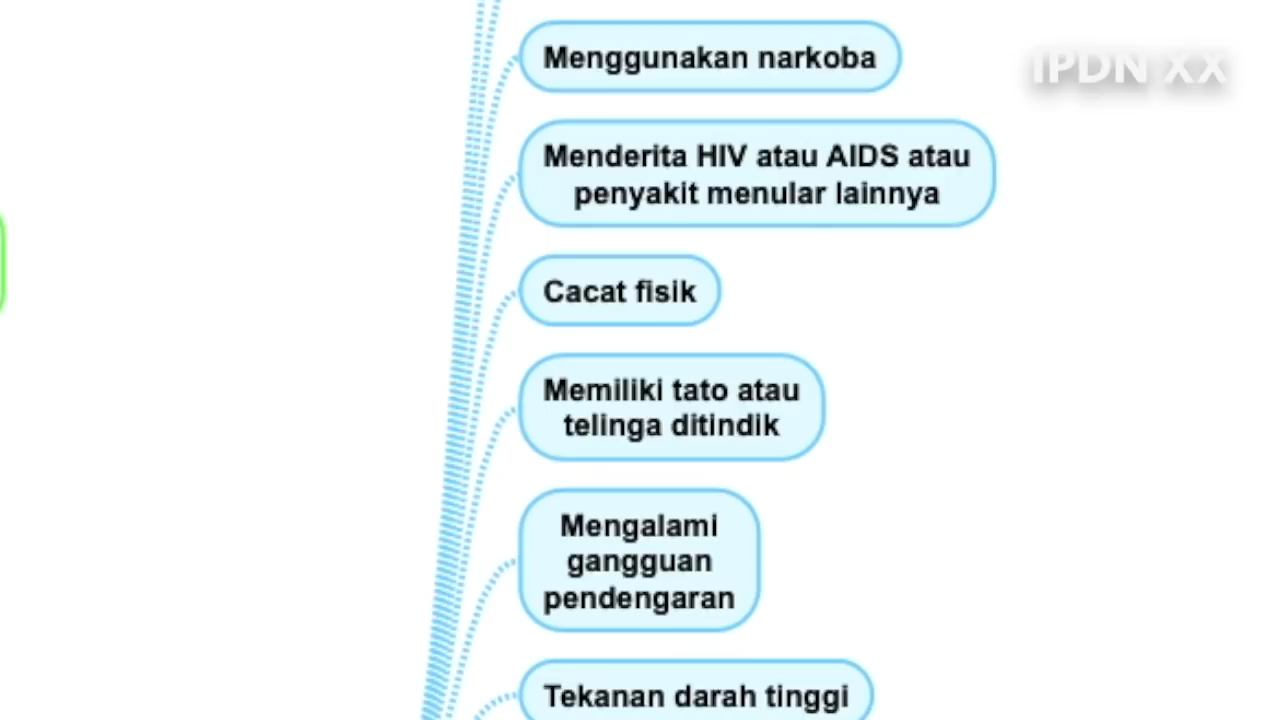 Menggunakan narkoba
IPDN XX
Menderita HIV atau AIDS atau
penyakit menular lainnya
Cacat fisik
Memiliki tato atau
telinga ditindik
Mengalami
gangguan
pendengaran
Tekanan darah tinggi